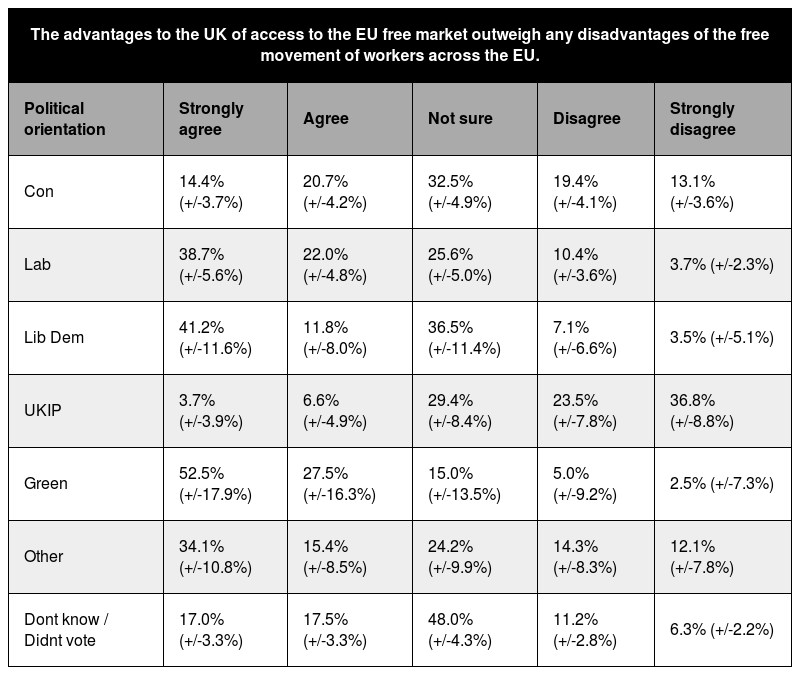 The advantages to the UK of access to the EU free market outweigh any disadvantages of the free
movement of workers across the EU.
Political orientation Strongly agree Agree Not sure Disagree Strongly disagree
Con 14.4% (+/-3.7%) 20.7% (+/-4.2%) 32.5% (+/-4.9%) 19.4% (+/-4.1%) 13.1% (+/-3.6%)
Lab 38.7% (+/-5.6%) 22.0% (+/-4.8%) 25.6% (+/-5.0%) 10.4% (+/-3.6%) 3.7% (+/-2.3%)
Lib Dem 41.2% (+/-11.6%) 11.8% (+/-8.0%) 36.5% (+/-11.4%) 7.1% (+/-6.6%) 3.5% (+/-5.1%)
UKIP 3.7% (+/-3.9%) 6.6% (+/-4.9%) 29.4% (+/-8.4%) 23.5% (+/-7.8%) 36.8% (+/-8.8%)
Green 52.5% (+/-17.9%) 27.5% (+/-16.3%) 15.0% (+/-13.5%) 5.0% (+/-9.2%) 2.5% (+/-7.3%)
Other 34.1% (+/-10.8%) 15.4% (+/-8.5%) 24.2% (+/-9.9%) 14.3% (+/-8.3%) 12.1% (+/-7.8%)
Dont know / Didnt vote 17.0% (+/-3.3%) 17.5% (+/-3.3%) 48.0% (+/-4.3%) 11.2% (+/-2.8%) 6.3% (+/-2.2%)